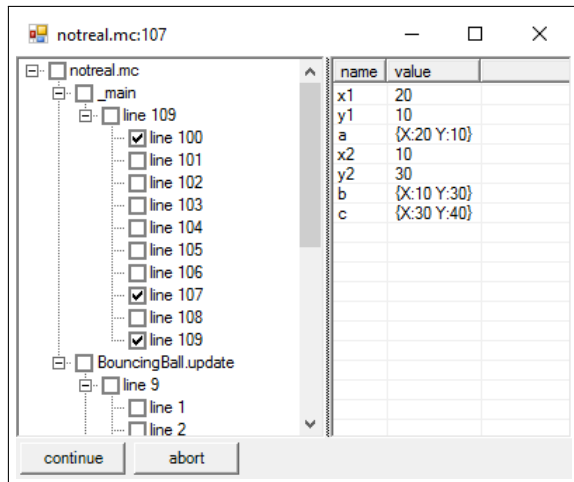 notreal.mc:107
notreal.mc
_main
line 109
line 100
line 101
line 102
line 103
line 104
line 105
line 106
line 107
line 108
line 109
BouncingBall.update
line 9
line 1
line 2
name value
x1 20
y1 10
a {X:20 Y:10}
x2 10
y2 30
b {X:10 Y:30}
c {X:30 Y:40}
continue abort